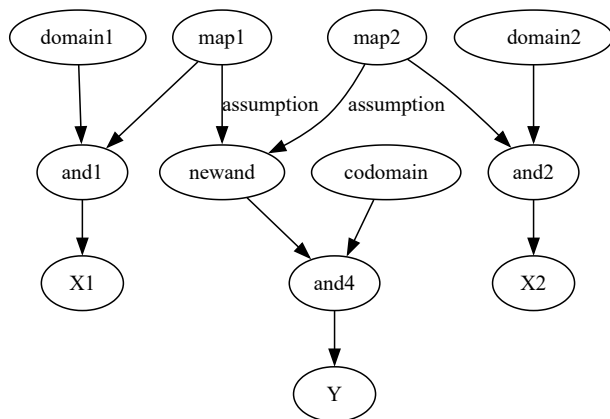 domain1
map1
map2
domain2
assumption
assumption
and1
newand
codomain
and2
X1
and4
X2
Y